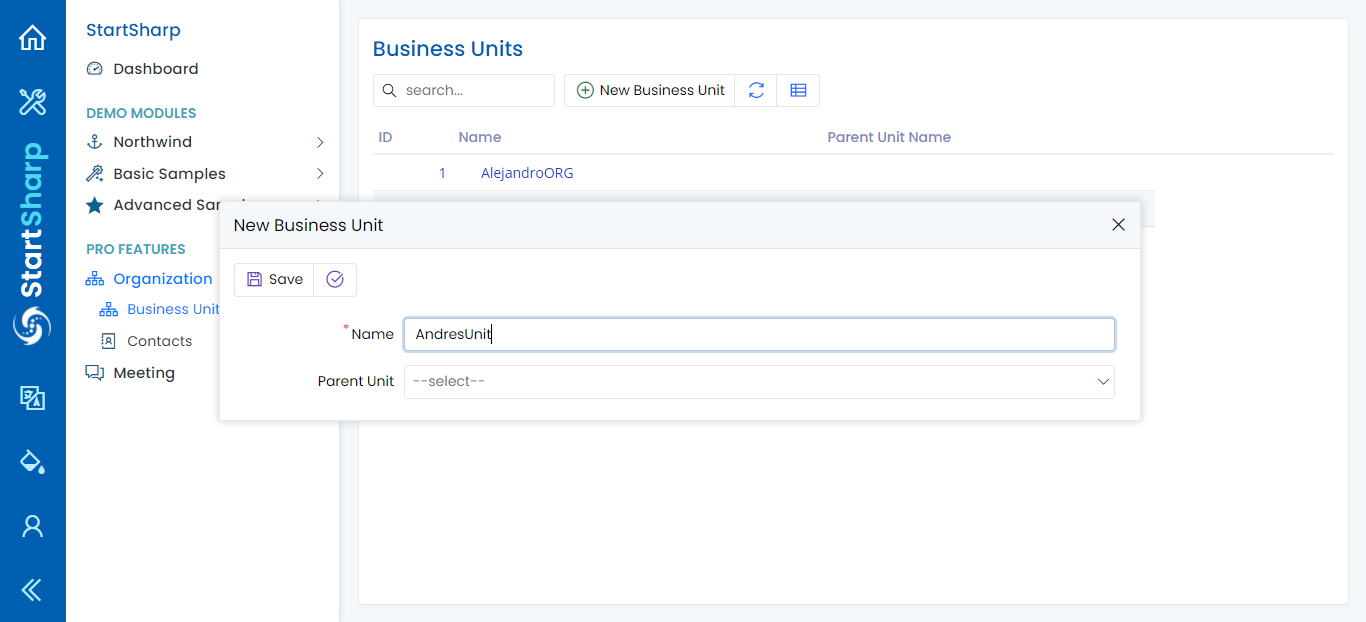 StartSharp
StartSharp
Dashboard
DEMO MODULES
Northwind
Basic Samples
Advanced Sam
PRO FEATURES
Organization
Business Unit
Contacts
Meeting
Business Units
search...
New Business Unit
ID Name Parent Unit Name
1 AlejandroORG
New Business Unit
Save
*Name AndresUnit
Parent Unit --select--